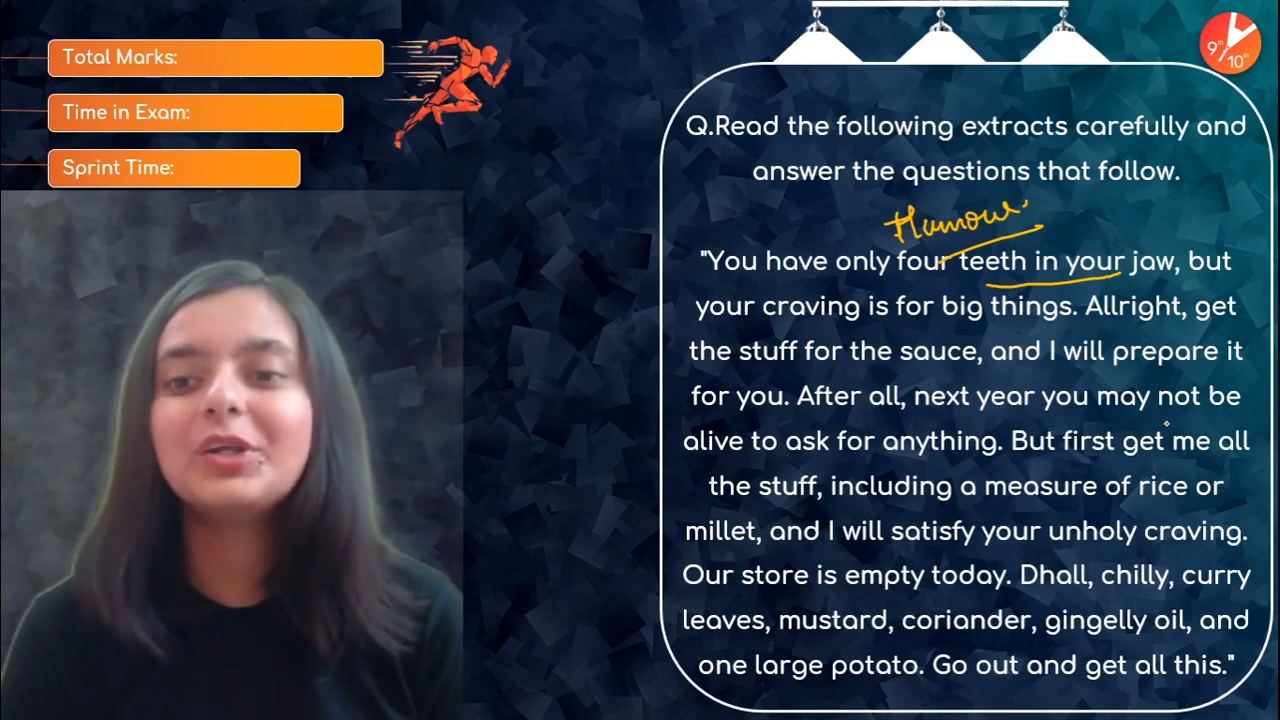 Total Marks:
Time in Exam:
Sprint Time:
9th
10th
Q.Read the following extracts carefully and
answer the questions that follow.
Humour.
"You have only four teeth in your jaw, but
your craving is for big things. Allright, get
the stuff for the sauce, and I will prepare it
for you. After all, next year you may not be
alive to ask for anything. But first get me all
the stuff, including a measure of rice or
millet, and I will satisfy your unholy craving.
Our store is empty today. Dhall, chilly, curry
leaves, mustard, coriander, gingelly oil, and
one large potato. Go out and get all this."